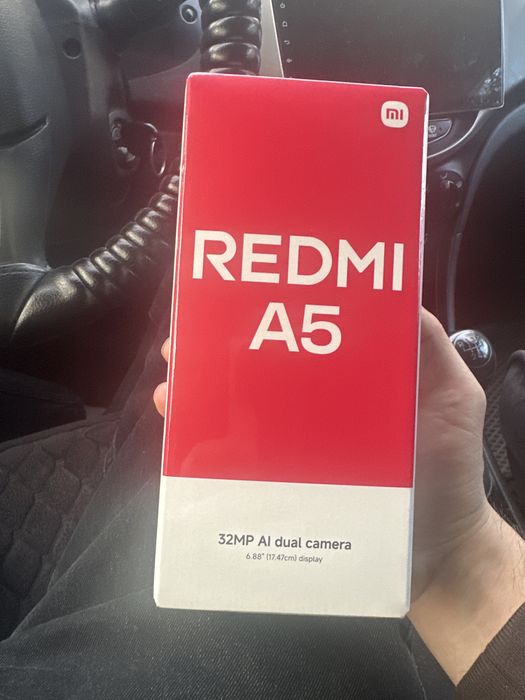 mi
REDMI
A5
32MP AI dual camera
6.88" (17.47cm) display